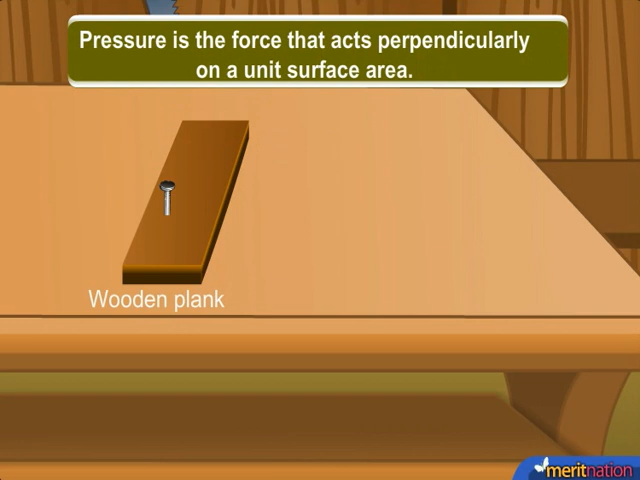 Pressure is the force that acts perpendicularly
on a unit surface area.
Wooden plank
meritnation